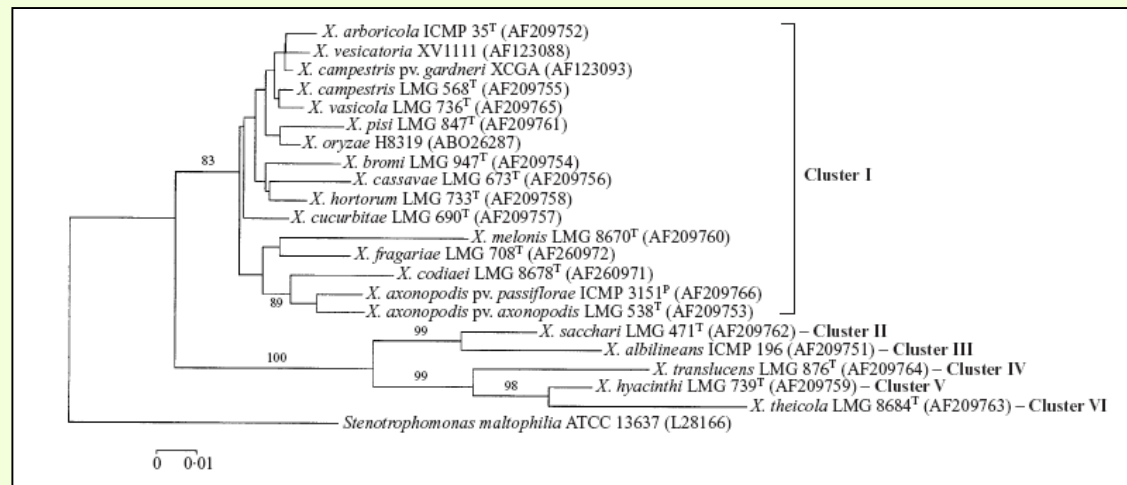 X. arboricola ICMP 35ᵀ (AF209752)
X. vesicatoria XV1111 (AF123088)
X. campestris pv. gardneri XCGA (AF123093)
X. campestris LMG 568ᵀ (AF209755)
X. vasicola LMG 736ᵀ (AF209765)
X. pisi LMG 847ᵀ (AF209761)
X. oryzae H8319 (ABO26287)
83
X. bromi LMG 947ᵀ (AF209754)
X. cassavae LMG 673ᵀ (AF209756)
Cluster I
X. hortorum LMG 733ᵀ (AF209758)
X. cucurbitae LMG 690ᵀ (AF209757)
X. melonis LMG 8670ᵀ (AF209760)
X. fragariae LMG 708ᵀ (AF260972)
X. codiaei LMG 8678ᵀ (AF260971)
X. axonopodis pv. passiflorae ICMP 3151ᴾ (AF209766)
89
X. axonopodis pv. axonopodis LMG 538ᵀ (AF209753)
99
X. sacchari LMG 471ᵀ (AF209762) – Cluster II
X. albilineans ICMP 196 (AF209751) – Cluster III
100
X. translucens LMG 876ᵀ (AF209764) – Cluster IV
99
98
X. hyacinthi LMG 739ᵀ (AF209759) – Cluster V
X. theicola LMG 8684ᵀ (AF209763) – Cluster VI
Stenotrophomonas maltophilia ATCC 13637 (L28166)
0 0·01